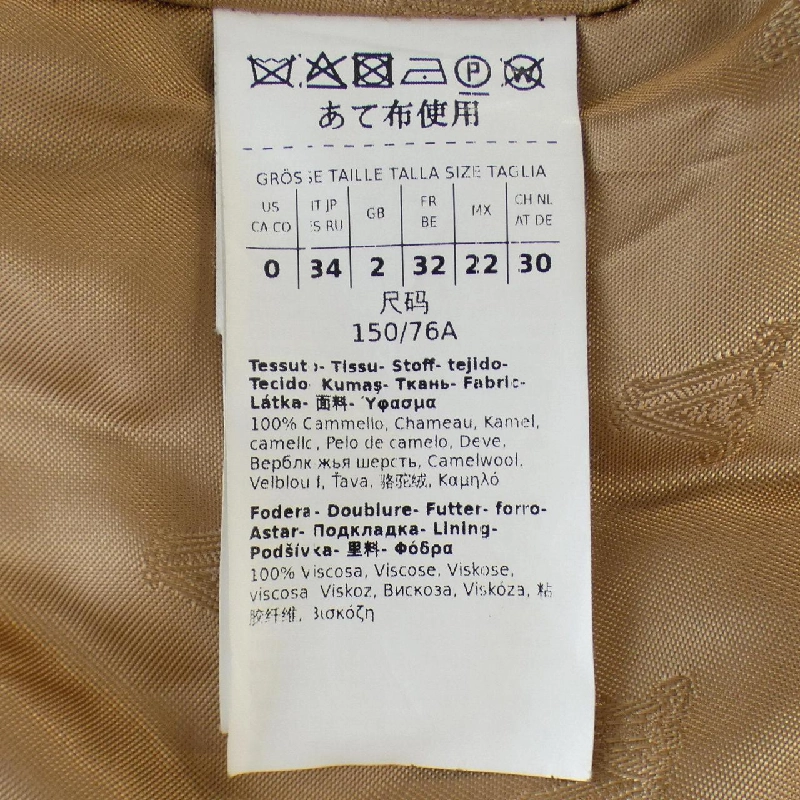 P W
あて布使用
GRÖSSE TAILLE TALLA SIZE TAGLIA
US CA CO IT JP ES RU GB FR BE MX CH NL AT DE
0 34 2 32 22 30
尺码
150/76A
Tessuto- Tissu- Stoff- tejido-
Tecido- Kumaş- Ткань- Fabric-
Látka- 面料- Ύφασμα
100% Cammello, Chameau, Kamel,
camello, Pelo de camelo, Deve,
Верблюжья шерсть, Camelwool,
Velbloudí, Ťava, 骆驼绒, Καμηλό
Fodera- Doublure- Futter- forro-
Astar- Подкладка- Lining-
Podšívka- 里料- Φόδρα
100% Viscosa, Viscose, Viskose,
viscosa, Viskoz, Вискоза, Viskóza, 粘
胶纤维, Βισκόζη